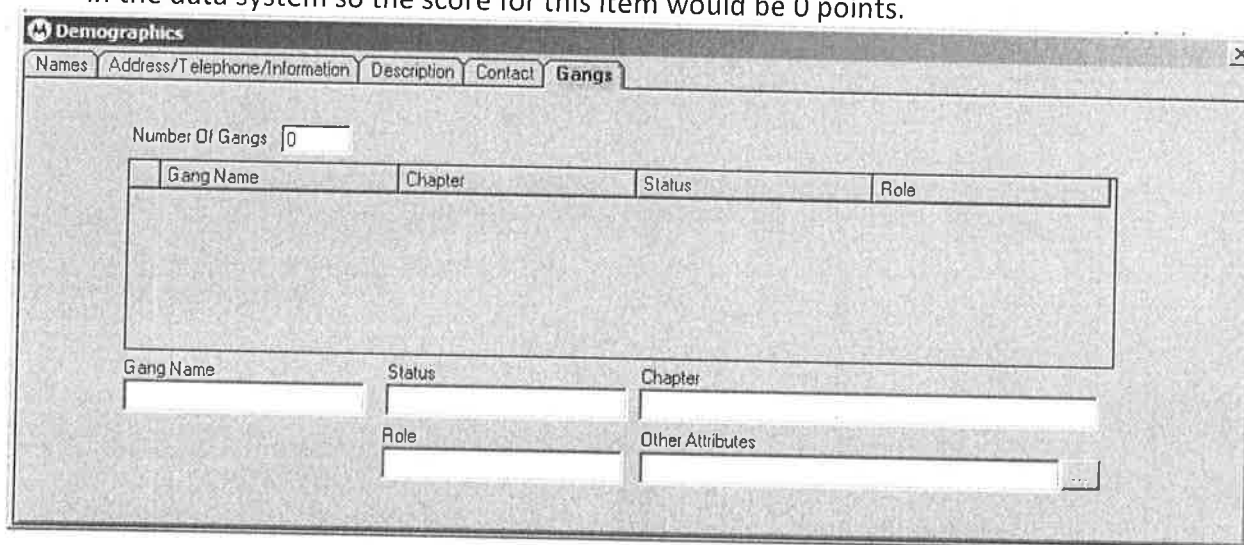 in the data system so the score for this item would be 0 points.
Demographics
Names Address/Telephone/Information Description Contact Gangs
Number Of Gangs 0
Gang Name Chapter Status Role
Gang Name Status Chapter
Role Other Attributes
...